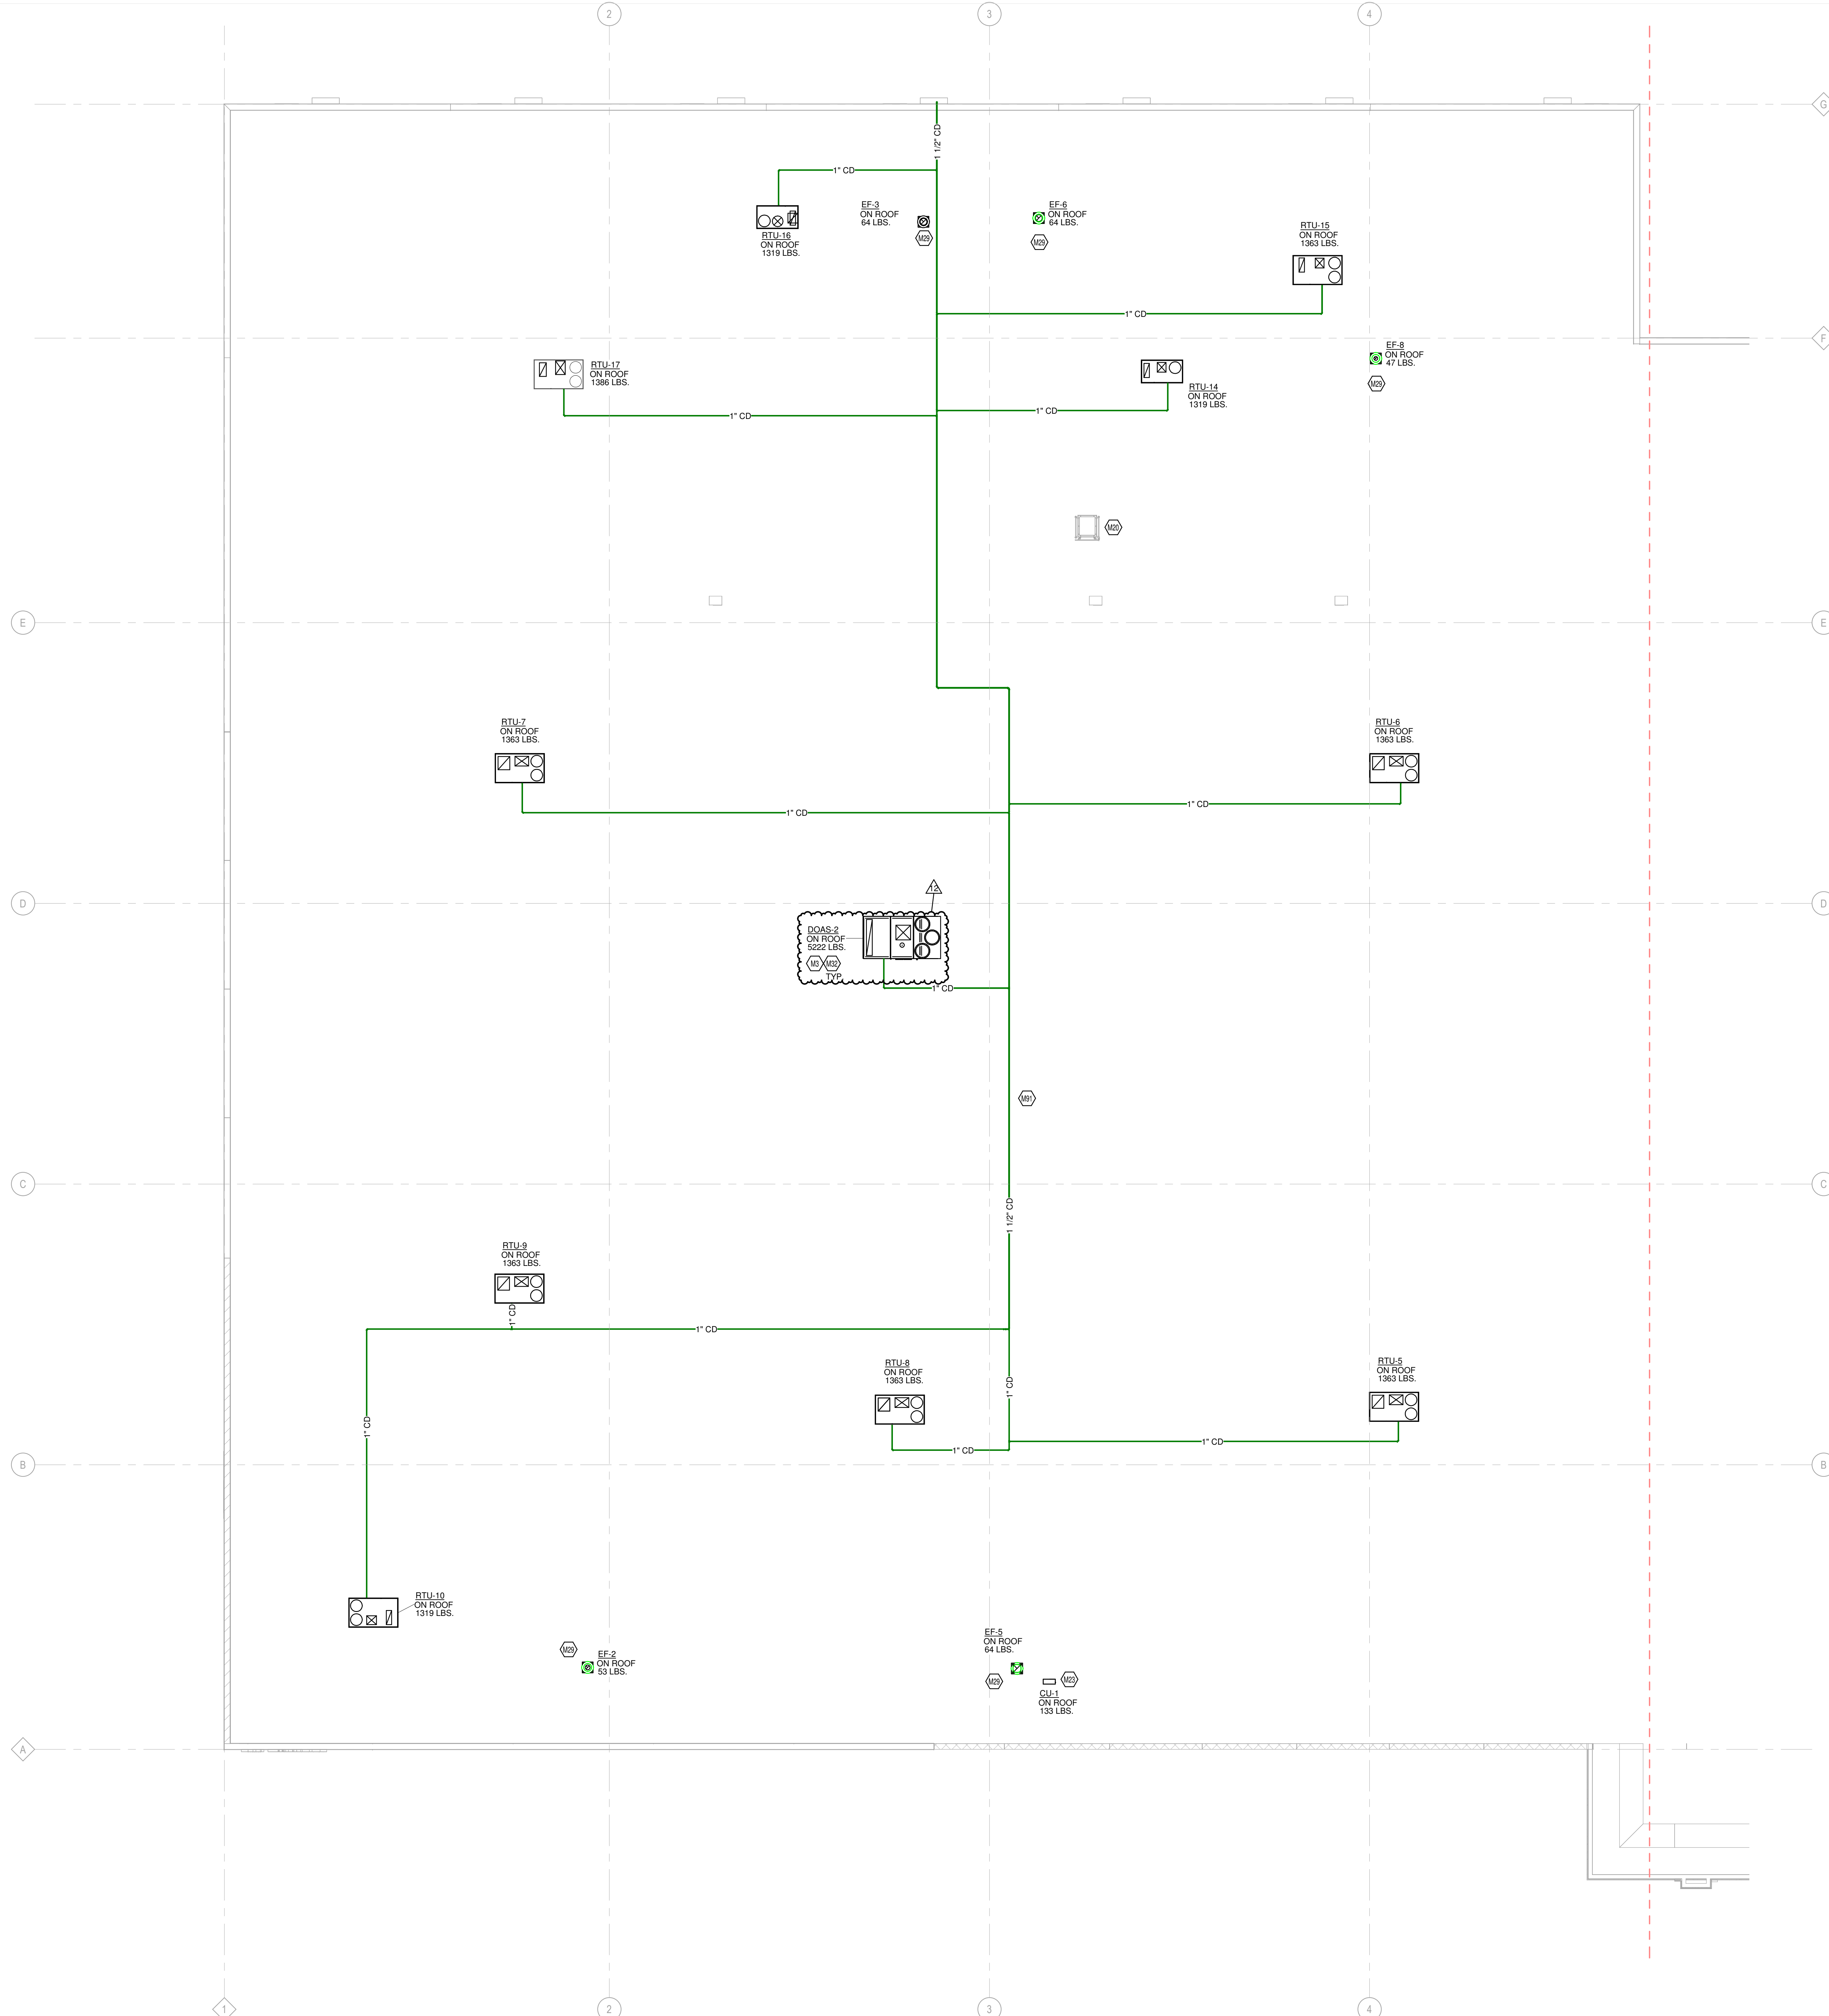 2
3
4
G
1 1/2" CD
1" CD
RTU-16
ON ROOF
1319 LBS.
EF-3
ON ROOF
64 LBS.
M29
EF-6
ON ROOF
64 LBS.
M29
RTU-15
ON ROOF
1363 LBS.
1" CD
F
EF-8
ON ROOF
47 LBS.
M29
RTU-17
ON ROOF
1386 LBS.
RTU-14
ON ROOF
1319 LBS.
1" CD
1" CD
M20
E
E
RTU-7
ON ROOF
1363 LBS.
RTU-6
ON ROOF
1363 LBS.
1" CD
1" CD
12
D
D
DOAS-2
ON ROOF
5222 LBS.
M3
M32
TYP.
1" CD
M91
C
C
1 1/2" CD
RTU-9
ON ROOF
1363 LBS.
1" CD
1" CD
RTU-8
ON ROOF
1363 LBS.
RTU-5
ON ROOF
1363 LBS.
1" CD
1" CD
1" CD
1" CD
B
B
RTU-10
ON ROOF
1319 LBS.
M29
EF-2
ON ROOF
53 LBS.
EF-5
ON ROOF
64 LBS.
M29
M23
CU-1
ON ROOF
133 LBS.
A
1
2
3
4